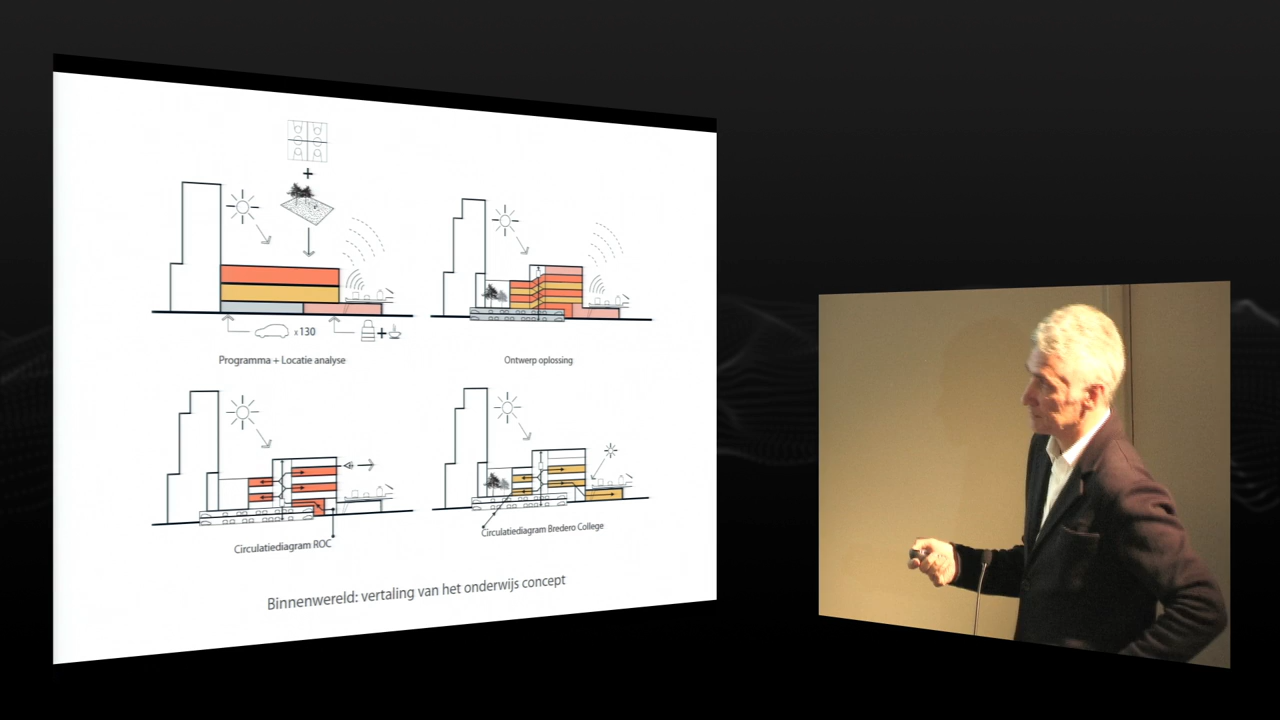 x130
Programma + Locatie analyse
Ontwerp oplossing
Circulatiediagram ROC
Circulatiediagram Bredero College
Binnenwereld: vertaling van het onderwijs concept